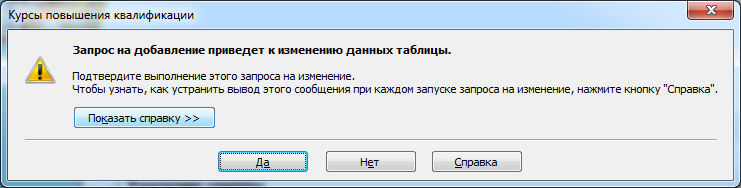 Курсы повышения квалификации
Запрос на добавление приведет к изменению данных таблицы.
Подтвердите выполнение этого запроса на изменение.
Чтобы узнать, как устранить вывод этого сообщения при каждом запуске запроса на изменение, нажмите кнопку "Справка".
Показать справку >>
Да
Нет
Справка